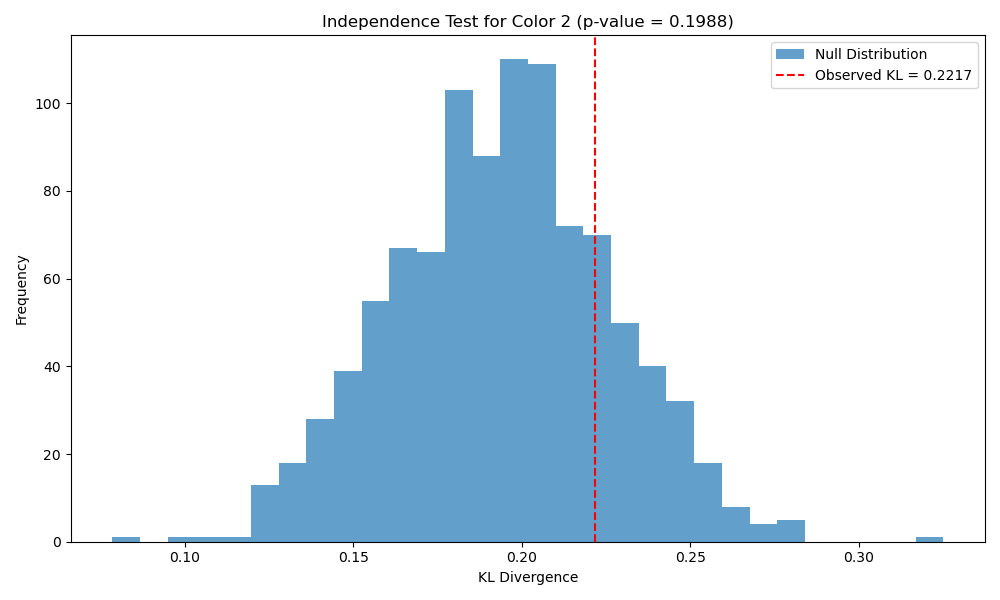 Independence Test for Color 2 (p-value = 0.1988)
Null Distribution
Observed KL = 0.2217
Frequency
100
80
60
40
20
0
0.10 0.15 0.20 0.25 0.30
KL Divergence